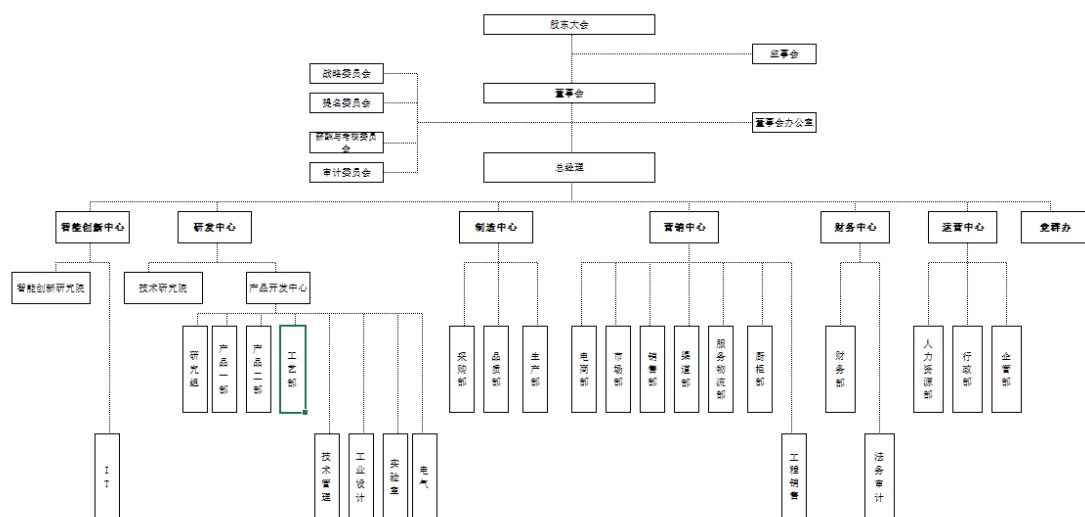 股东大会
监事会
战略委员会
董事会
提名委员会
董事会办公室
薪酬与考核委员
会
总经理
审计委员会
智能创新中心
研发中心
制造中心
营销中心
财务中心
运营中心
党群办
智能创新研究院
技术研究院
产品开发中心
研究组
产品一部
产品二部
工艺部
采购部
品质部
生产部
电商部
市场部
销售部
渠道部
服务物流部
厨柜部
财务部
人力资源部
行政部
企管部
IT
技术管理
工业设计
实验室
电气
工程销售
法务审计